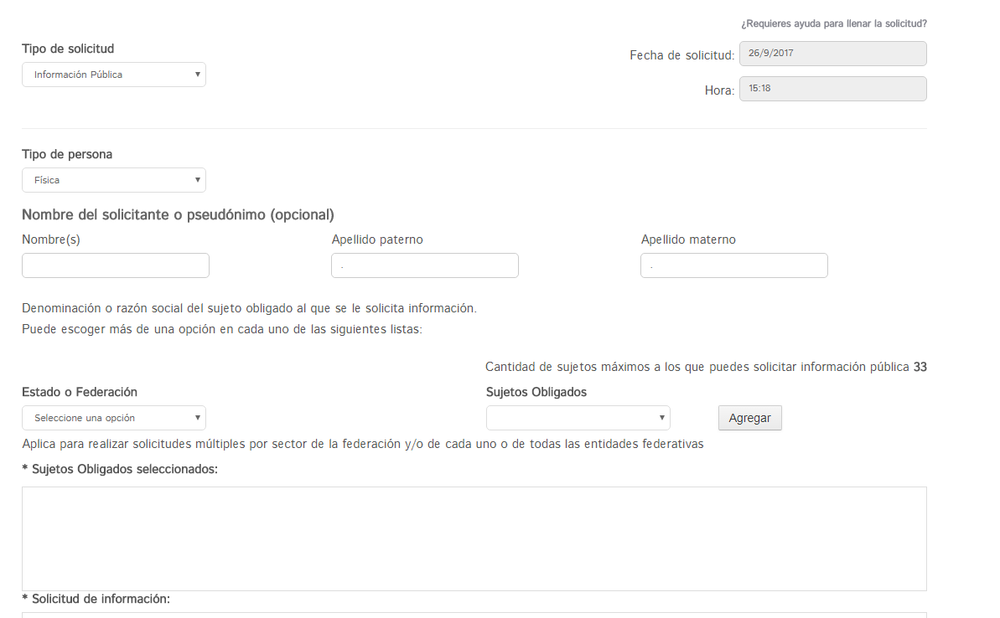 ¿Requieres ayuda para llenar la solicitud?
Tipo de solicitud
Información Pública
Fecha de solicitud: 26/9/2017
Hora: 15:18
Tipo de persona
Física
Nombre del solicitante o pseudónimo (opcional)
Nombre(s) Apellido paterno Apellido materno
. .
Denominación o razón social del sujeto obligado al que se le solicita información.
Puede escoger más de una opción en cada uno de las siguientes listas:
Cantidad de sujetos máximos a los que puedes solicitar información pública 33
Estado o Federación Sujetos Obligados
Seleccione una opción Agregar
Aplica para realizar solicitudes múltiples por sector de la federación y/o de cada uno o de todas las entidades federativas
* Sujetos Obligados seleccionados:
* Solicitud de información: